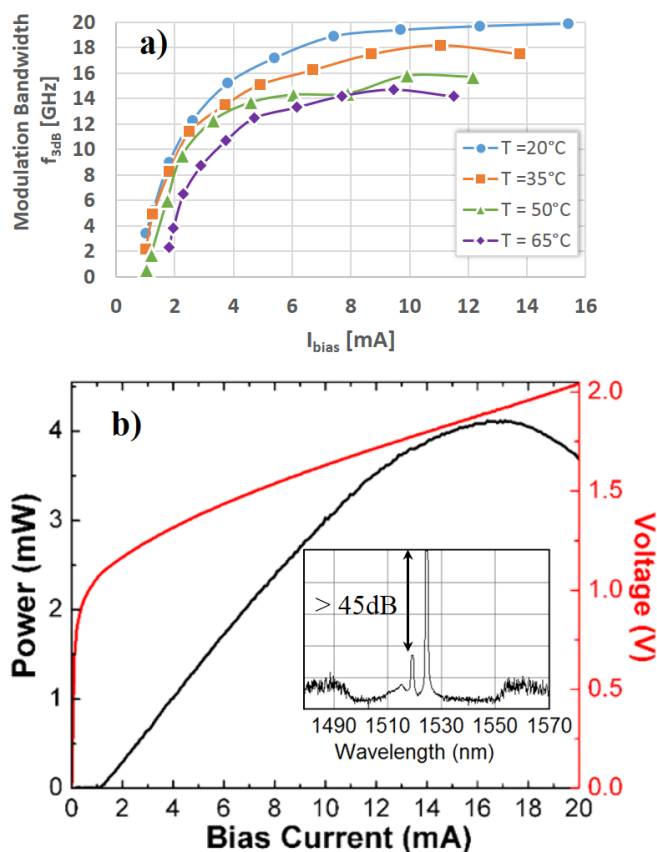 a)
Modulation Bandwidth
f3dB [GHz]
20
18
16
14
12
10
8
6
4
2
0
0 2 4 6 8 10 12 14 16
Ibias [mA]
T =20°C
T =35°C
T = 50°C
T = 65°C
b)
Power (mW)
4
3
2
1
0
0 2 4 6 8 10 12 14 16 18 20
Bias Current (mA)
2.0
1.5
1.0
0.5
0.0
Voltage (V)
> 45dB
1490 1510 1530 1550 1570
Wavelength (nm)